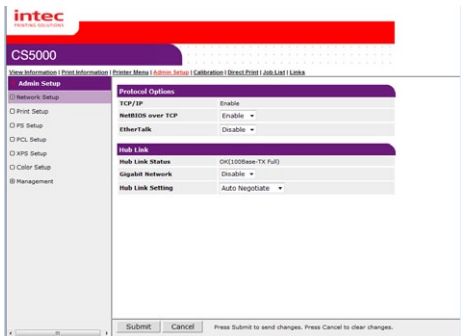 intec
PRINTING SOLUTIONS
CS5000
View Information | Print Information | Printer Menu | Admin Setup | Calibration | Direct Print | Job List | Links
Admin Setup
Network Setup
Print Setup
PS Setup
PCL Setup
XPS Setup
Color Setup
Management
Protocol Options
TCP/IP Enable
NetBIOS over TCP Enable
EtherTalk Disable
Hub Link
Hub Link Status OK(100Base-TX Full)
Gigabit Network Disable
Hub Link Setting Auto Negotiate
Submit Cancel Press Submit to send changes. Press Cancel to clear changes.